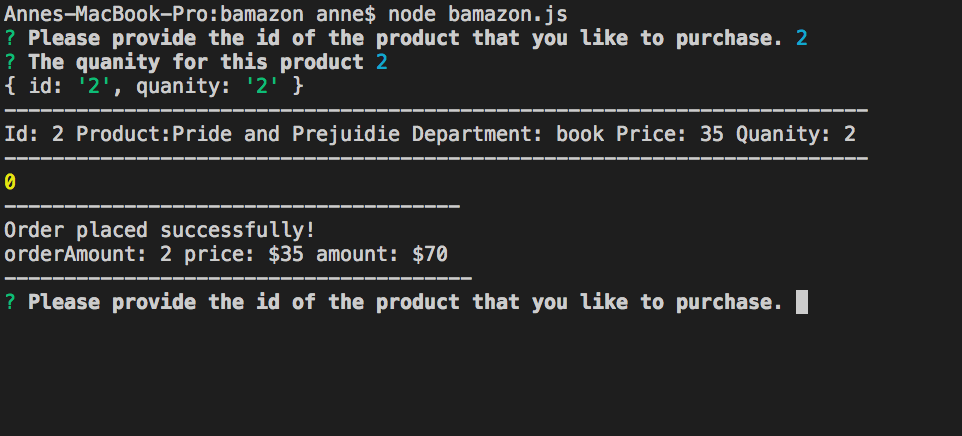 Annes-MacBook-Pro:bamazon anne$ node bamazon.js
? Please provide the id of the product that you like to purchase. 2
? The quanity for this product 2
{ id: '2', quanity: '2' }
------------------------------------------------------------------------
Id: 2 Product:Pride and Prejuidie Department: book Price: 35 Quanity: 2
------------------------------------------------------------------------
0
--------------------------------------
Order placed successfully!
orderAmount: 2 price: $35 amount: $70
---------------------------------------
? Please provide the id of the product that you like to purchase.